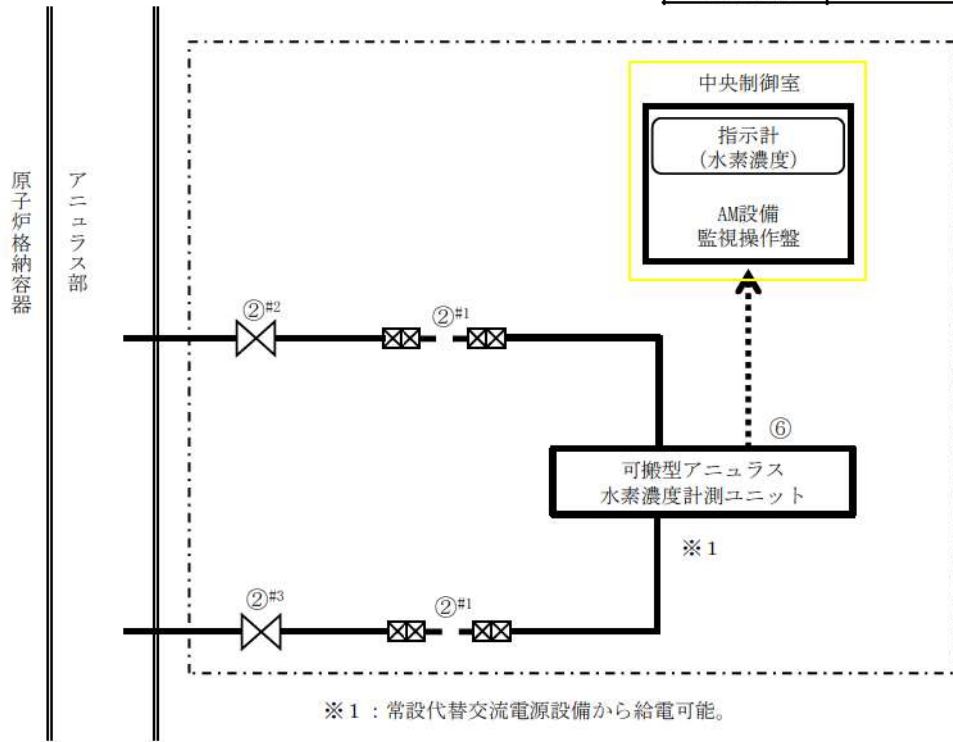 中央制御室
指示計
(水素濃度)
AM設備
監視操作盤
原子炉格納容器
アニュラス部
②#2
②#1
⑥
可搬型アニュラス
水素濃度計測ユニット
※1
②#3
②#1
※1：常設代替交流電源設備から給電可能。